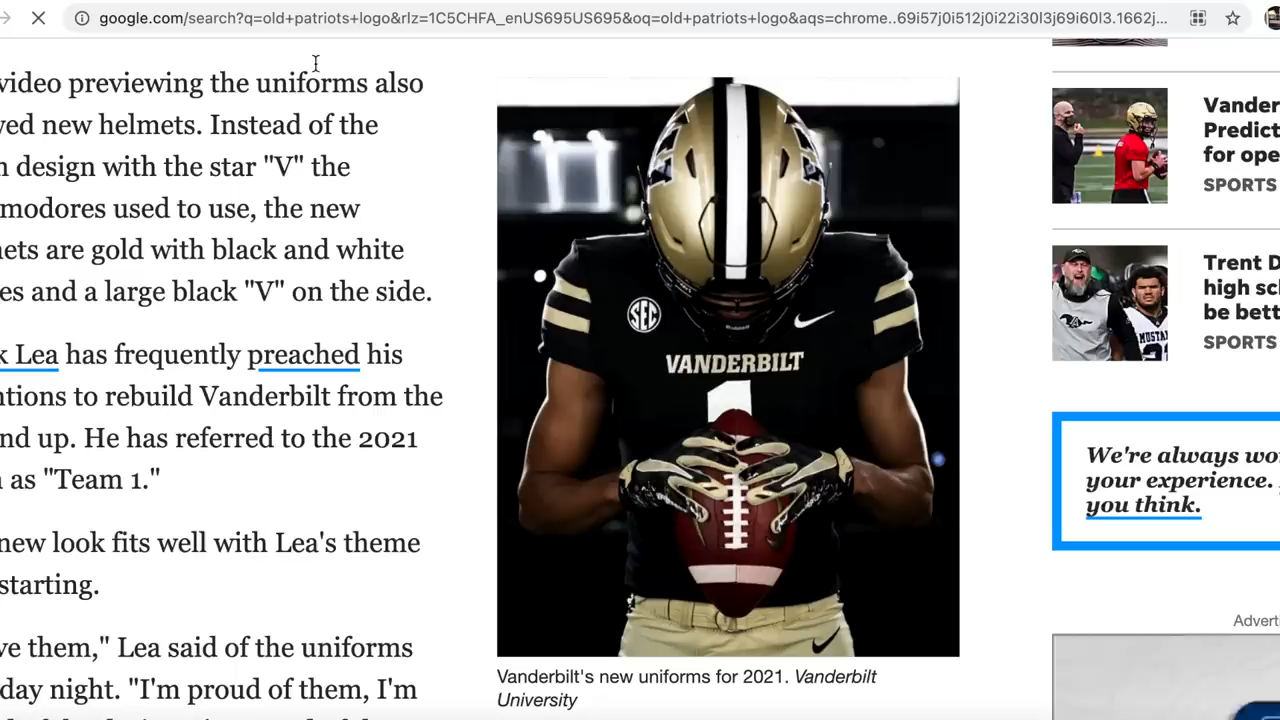 google.com/search?q=old+patriots+logo&rlz=1C5CHFA_enUS695US695&oq=old+patriots+logo&aqs=chrome..69i57j0i512j0i22i30l3j69i60l3.1662j...
video previewing the uniforms also
ved new helmets. Instead of the
n design with the star "V" the
modores used to use, the new
nets are gold with black and white
es and a large black "V" on the side.
k Lea has frequently preached his
ntions to rebuild Vanderbilt from the
nd up. He has referred to the 2021
n as "Team 1."
new look fits well with Lea's theme
starting.
ve them," Lea said of the uniforms
day night. "I'm proud of them, I'm
SEC
VANDERBILT
1
Vanderbilt's new uniforms for 2021. Vanderbilt
University
Vander
Predict
for ope
SPORTS
MUSTA
Trent D
high sc
be bett
SPORTS
We're always wo
your experience.
you think.
Adverti